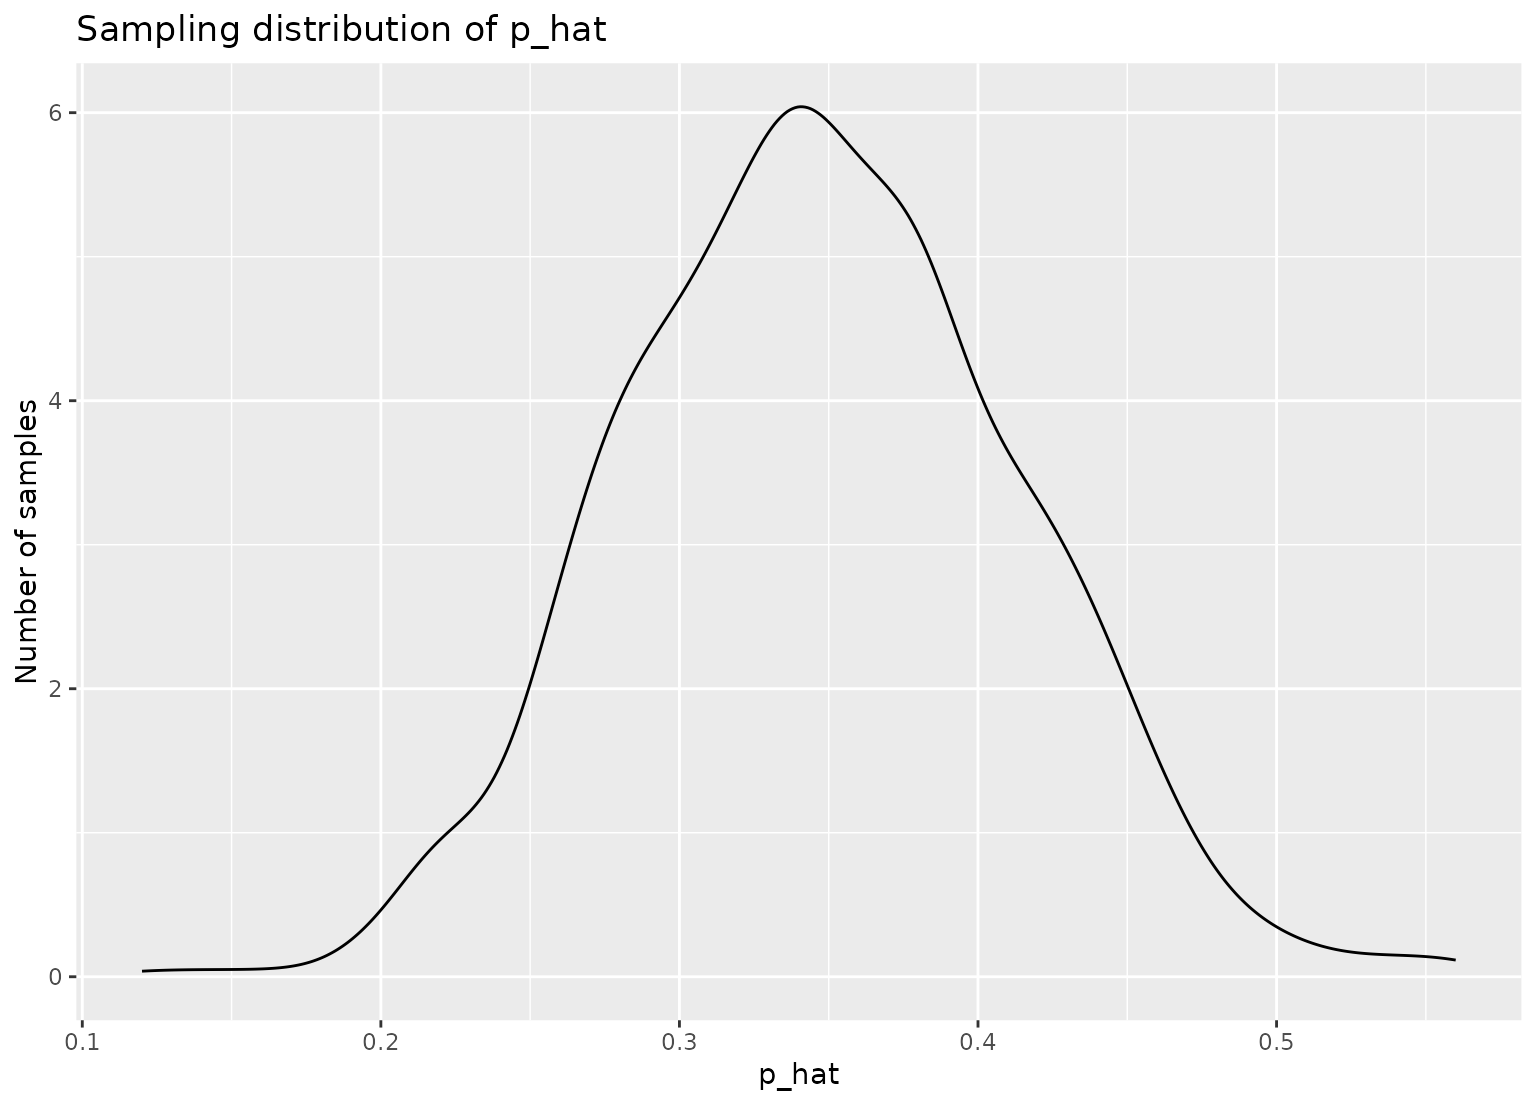 Sampling distribution of p_hat
6
4
2
0
Number of samples
0.1 0.2 0.3 0.4 0.5
p_hat